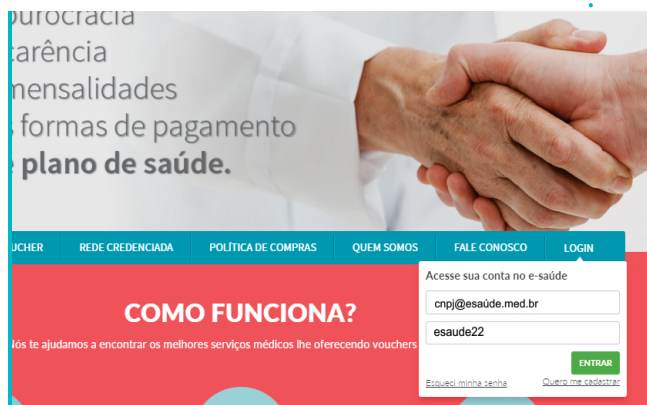 burocracia
carência
mensalidades
formas de pagamento
plano de saúde.
UCHER REDE CREDENCIADA POLÍTICA DE COMPRAS QUEM SOMOS FALE CONOSCO LOGIN
Acesse sua conta no e-saúde
cnpj@esaúde.med.br
esaude22
ENTRAR
Esqueci minha senha Quero me cadastrar
COMO FUNCIONA?
Nós te ajudamos a encontrar os melhores serviços médicos lhe oferecendo vouchers